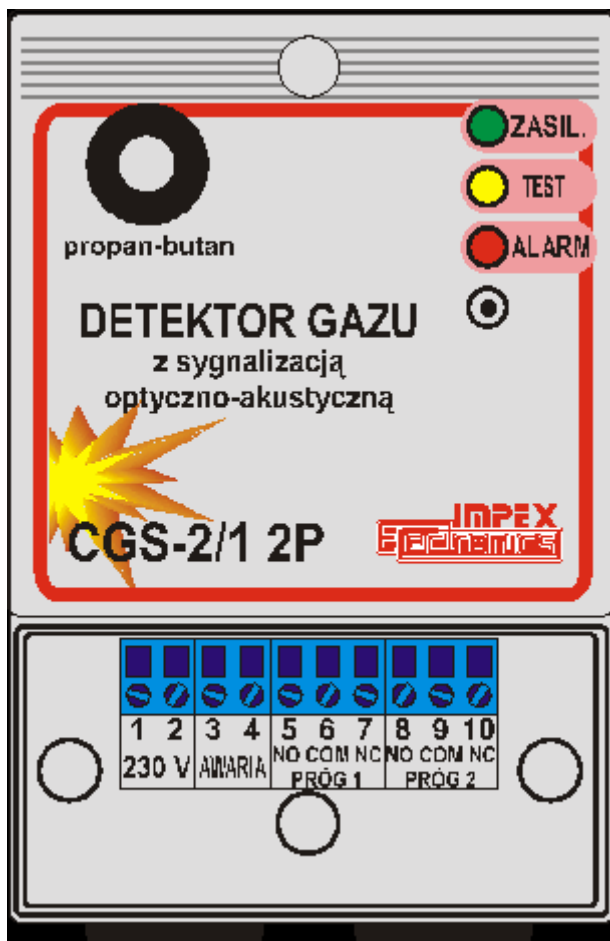 ZASIL.
TEST
ALARM
propan-butan
DETEKTOR GAZU
z sygnalizacją
optyczno-akustyczną
CGS-2/1 2P
IMPEX
Electronics
1 2 3 4 5 6 7 8 9 10
230 V AWARIA NO COM NC NO COM NC
PRÓG 1 PRÓG 2